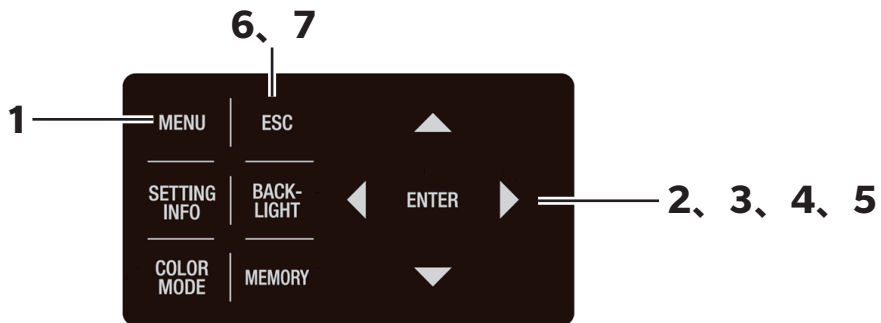 6、7
1
MENU
ESC
SETTING
INFO
BACK-
LIGHT
ENTER
2、3、4、5
COLOR
MODE
MEMORY